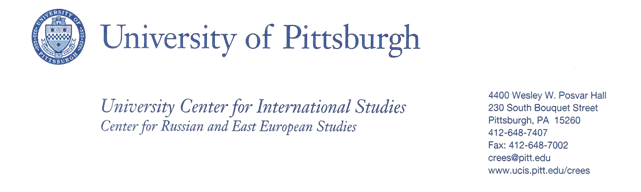 University of Pittsburgh
University Center for International Studies
Center for Russian and East European Studies
4400 Wesley W. Posvar Hall
230 South Bouquet Street
Pittsburgh, PA 15260
412-648-7407
Fax: 412-648-7002
crees@pitt.edu
www.ucis.pitt.edu/crees